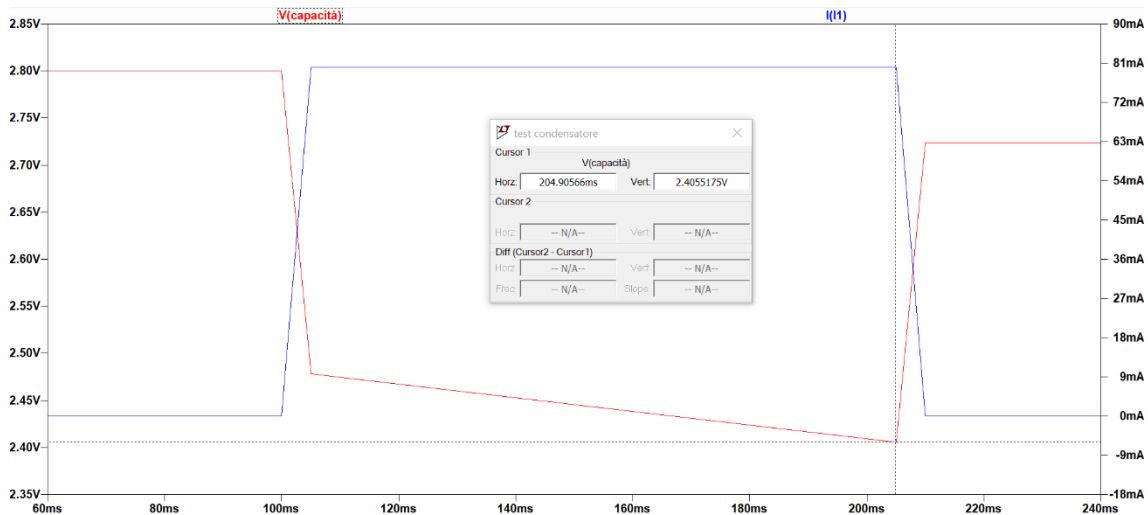 V(capacità) I(I1)
2.85V 90mA
2.80V 81mA
2.75V 72mA
2.70V 63mA
2.65V 54mA
2.60V 45mA
2.55V 36mA
2.50V 27mA
2.45V 18mA
2.40V 9mA
2.35V 0mA
-9mA
-18mA
60ms 80ms 100ms 120ms 140ms 160ms 180ms 200ms 220ms 240ms
test condensatore
Cursor 1
V(capacità)
Horz: 204.90566ms Vert: 2.4055175V
Cursor 2
Horz: -- N/A-- Vert: -- N/A--
Diff (Cursor2 - Cursor1)
Horz: -- N/A-- Vert: -- N/A--
Freq: -- N/A-- Slope: -- N/A--